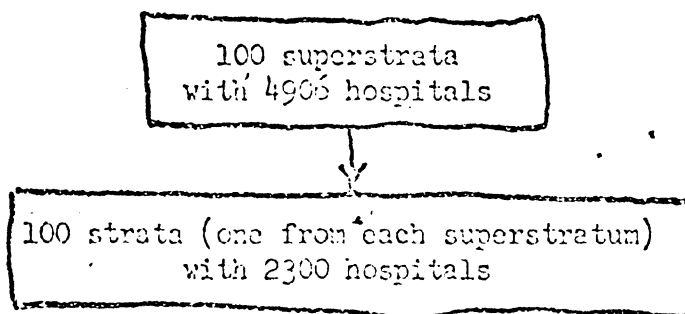 100 superstrata
with 4906 hospitals
100 strata (one from each superstratum)
with 2300 hospitals